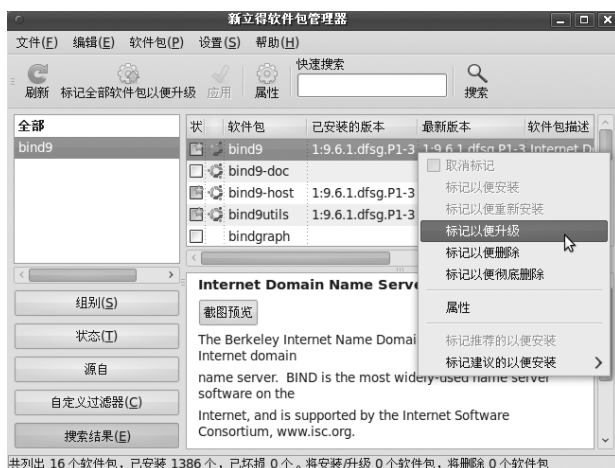 新立得软件包管理器
文件(F) 编辑(E) 软件包(P) 设置(S) 帮助(H)
刷新 标记全部软件包以便升级 应用 属性 快速搜索 搜索
全部
bind9
状 软件包 已安装的版本 最新版本 软件包描述
bind9 1:9.6.1.dfsg.P1-3 1:9.6.1.dfsg.P1-3 Internet D
bind9-doc
bind9-host 1:9.6.1.dfsg.P1-3
bind9utils 1:9.6.1.dfsg.P1-3
bindgraph
取消标记
标记以便安装
标记以便重新安装
标记以便升级
标记以便删除
标记以便彻底删除
属性
标记推荐的以便安装
标记建议的以便安装
组别(S)
状态(T)
源自
自定义过滤器(C)
搜索结果(E)
Internet Domain Name Serve
截图预览
The Berkeley Internet Name Domai
Internet domain
name server. BIND is the most widely-used name server
software on the
Internet, and is supported by the Internet Software
Consortium, www.isc.org.
共列出 16 个软件包，已安装 1386 个，已坏损 0 个。将安装/升级 0 个软件包，将删除 0 个软件包